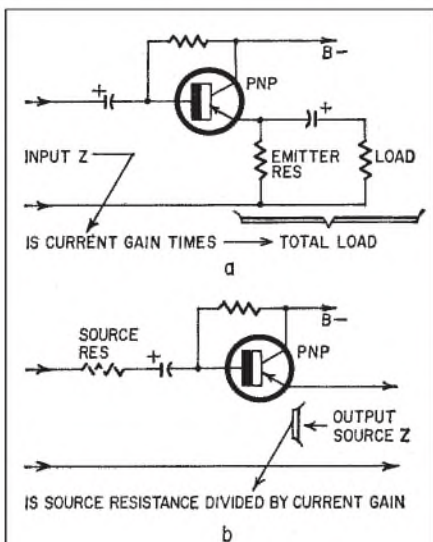 B-
+
PNP
+
INPUT Z
EMITTER
RES
LOAD
IS CURRENT GAIN TIMES
TOTAL LOAD
a
B-
SOURCE
RES
+
PNP
OUTPUT
SOURCE Z
IS SOURCE RESISTANCE DIVIDED BY CURRENT GAIN
b